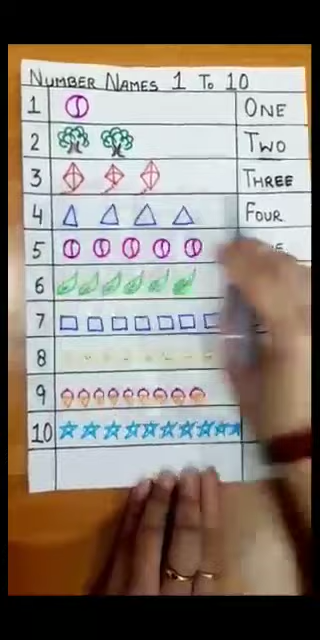 NUMBER NAMES 1 TO 10
1 ONE
2 TWO
3 THREE
4 FOUR
5
6
7
8
9
10